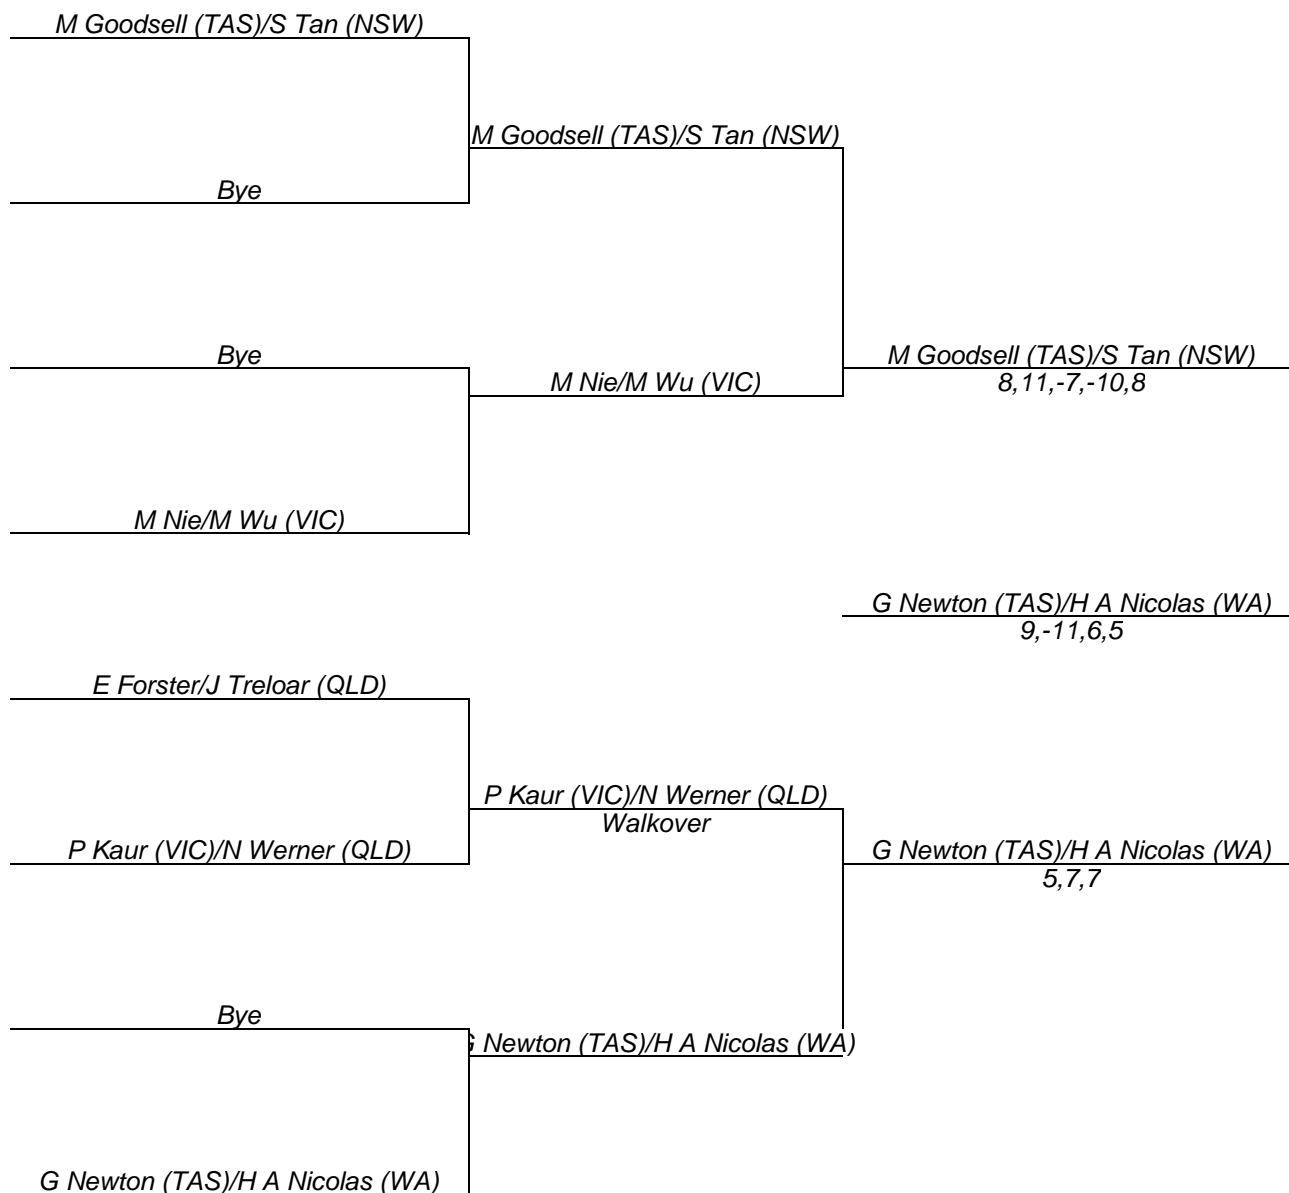 M Goodsell (TAS)/S Tan (NSW)
M Goodsell (TAS)/S Tan (NSW)
Bye
Bye
M Goodsell (TAS)/S Tan (NSW)
8,11,-7,-10,8
M Nie/M Wu (VIC)
M Nie/M Wu (VIC)
G Newton (TAS)/H A Nicolas (WA)
9,-11,6,5
E Forster/J Treloar (QLD)
P Kaur (VIC)/N Werner (QLD)
Walkover
P Kaur (VIC)/N Werner (QLD)
G Newton (TAS)/H A Nicolas (WA)
5,7,7
Bye
G Newton (TAS)/H A Nicolas (WA)
G Newton (TAS)/H A Nicolas (WA)